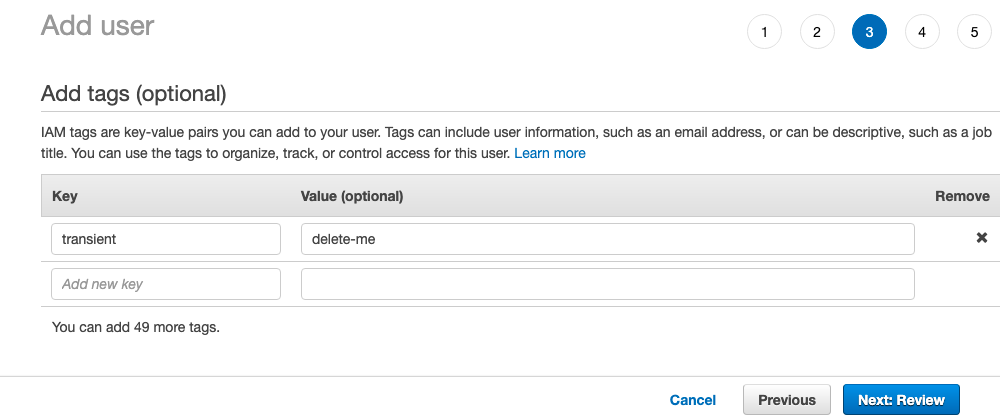 Add user
1 2 3 4 5
Add tags (optional)
IAM tags are key-value pairs you can add to your user. Tags can include user information, such as an email address, or can be descriptive, such as a job
title. You can use the tags to organize, track, or control access for this user. Learn more
Key Value (optional) Remove
transient delete-me ✖
Add new key
You can add 49 more tags.
Cancel Previous Next: Review